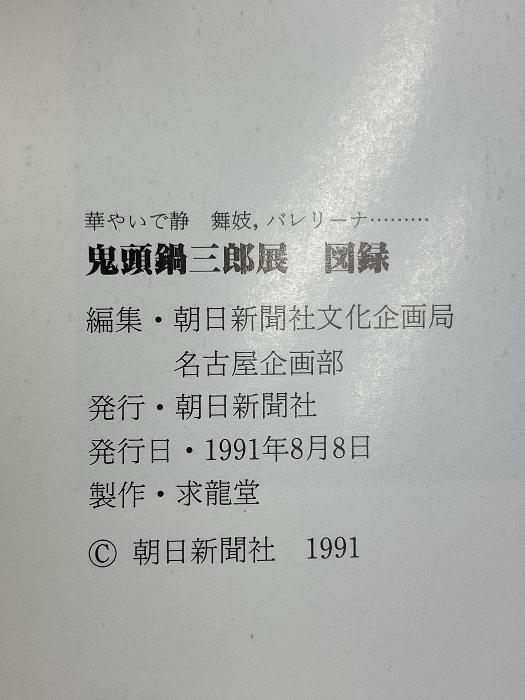 華やいで静　舞妓,バレリーナ………
鬼頭鍋三郎展　図録
編集・朝日新聞社文化企画局
名古屋企画部
発行・朝日新聞社
発行日・1991年8月8日
製作・求龍堂
© 朝日新聞社　1991